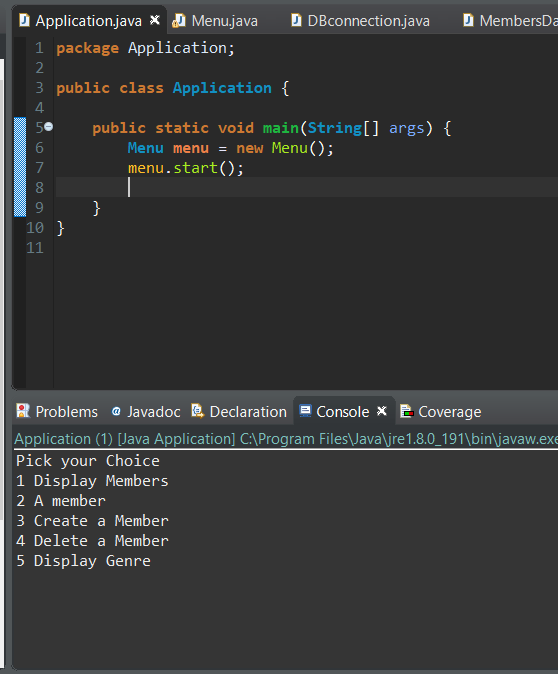 Application.java Menu.java DBconnection.java MembersDa
1 package Application;
2
3 public class Application {
4
5 public static void main(String[] args) {
6 Menu menu = new Menu();
7 menu.start();
8
9 }
10 }
11
Problems @ Javadoc Declaration Console Coverage
Application (1) [Java Application] C:\Program Files\Java\jre1.8.0_191\bin\javaw.exe
Pick your Choice
1 Display Members
2 A member
3 Create a Member
4 Delete a Member
5 Display Genre